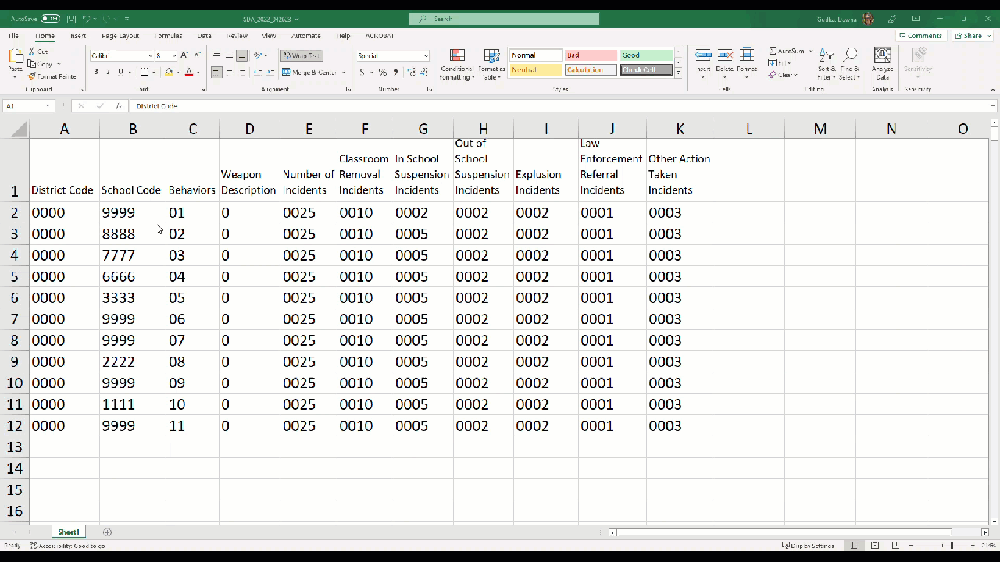 AutoSave Off SDA_2022_042623 Search Gudka, Dawna
File Home Insert Page Layout Formulas Data Review View Automate Help ACROBAT Comments Share
Paste Cut Copy Format Painter Clipboard
Calibri A A B I U A Font
ab Wrap Text Merge & Center Alignment
Special $ % Number
Conditional Formatting Format as Table
Normal Bad Good
Neutral Calculation Check Cell
Styles
Insert Delete Format Cells
AutoSum Fill Clear Sort & Filter Find & Select Editing
Analyze Data Analysis
Sensitivity Sensitivity
A1 fx District Code
A B C D E F G H I J K L M N O
1 District Code School Code Behaviors Weapon Description Number of Incidents Classroom Removal Incidents In School Suspension Incidents Out of School Suspension Incidents Explusion Incidents Law Enforcement Referral Incidents Other Action Taken Incidents
2 0000 9999 01 0 0025 0010 0002 0002 0002 0001 0003
3 0000 8888 02 0 0025 0010 0005 0002 0002 0001 0003
4 0000 7777 03 0 0025 0010 0005 0002 0002 0001 0003
5 0000 6666 04 0 0025 0010 0005 0002 0002 0001 0003
6 0000 3333 05 0 0025 0010 0005 0002 0002 0001 0003
7 0000 9999 06 0 0025 0010 0005 0002 0002 0001 0003
8 0000 9999 07 0 0025 0010 0005 0002 0002 0001 0003
9 0000 2222 08 0 0025 0010 0005 0002 0002 0001 0003
10 0000 9999 09 0 0025 0010 0005 0002 0002 0001 0003
11 0000 1111 10 0 0025 0010 0005 0002 0002 0001 0003
12 0000 9999 11 0 0025 0010 0005 0002 0002 0001 0003
13
14
15
16
Sheet1
Ready Accessibility: Good to go Display Settings